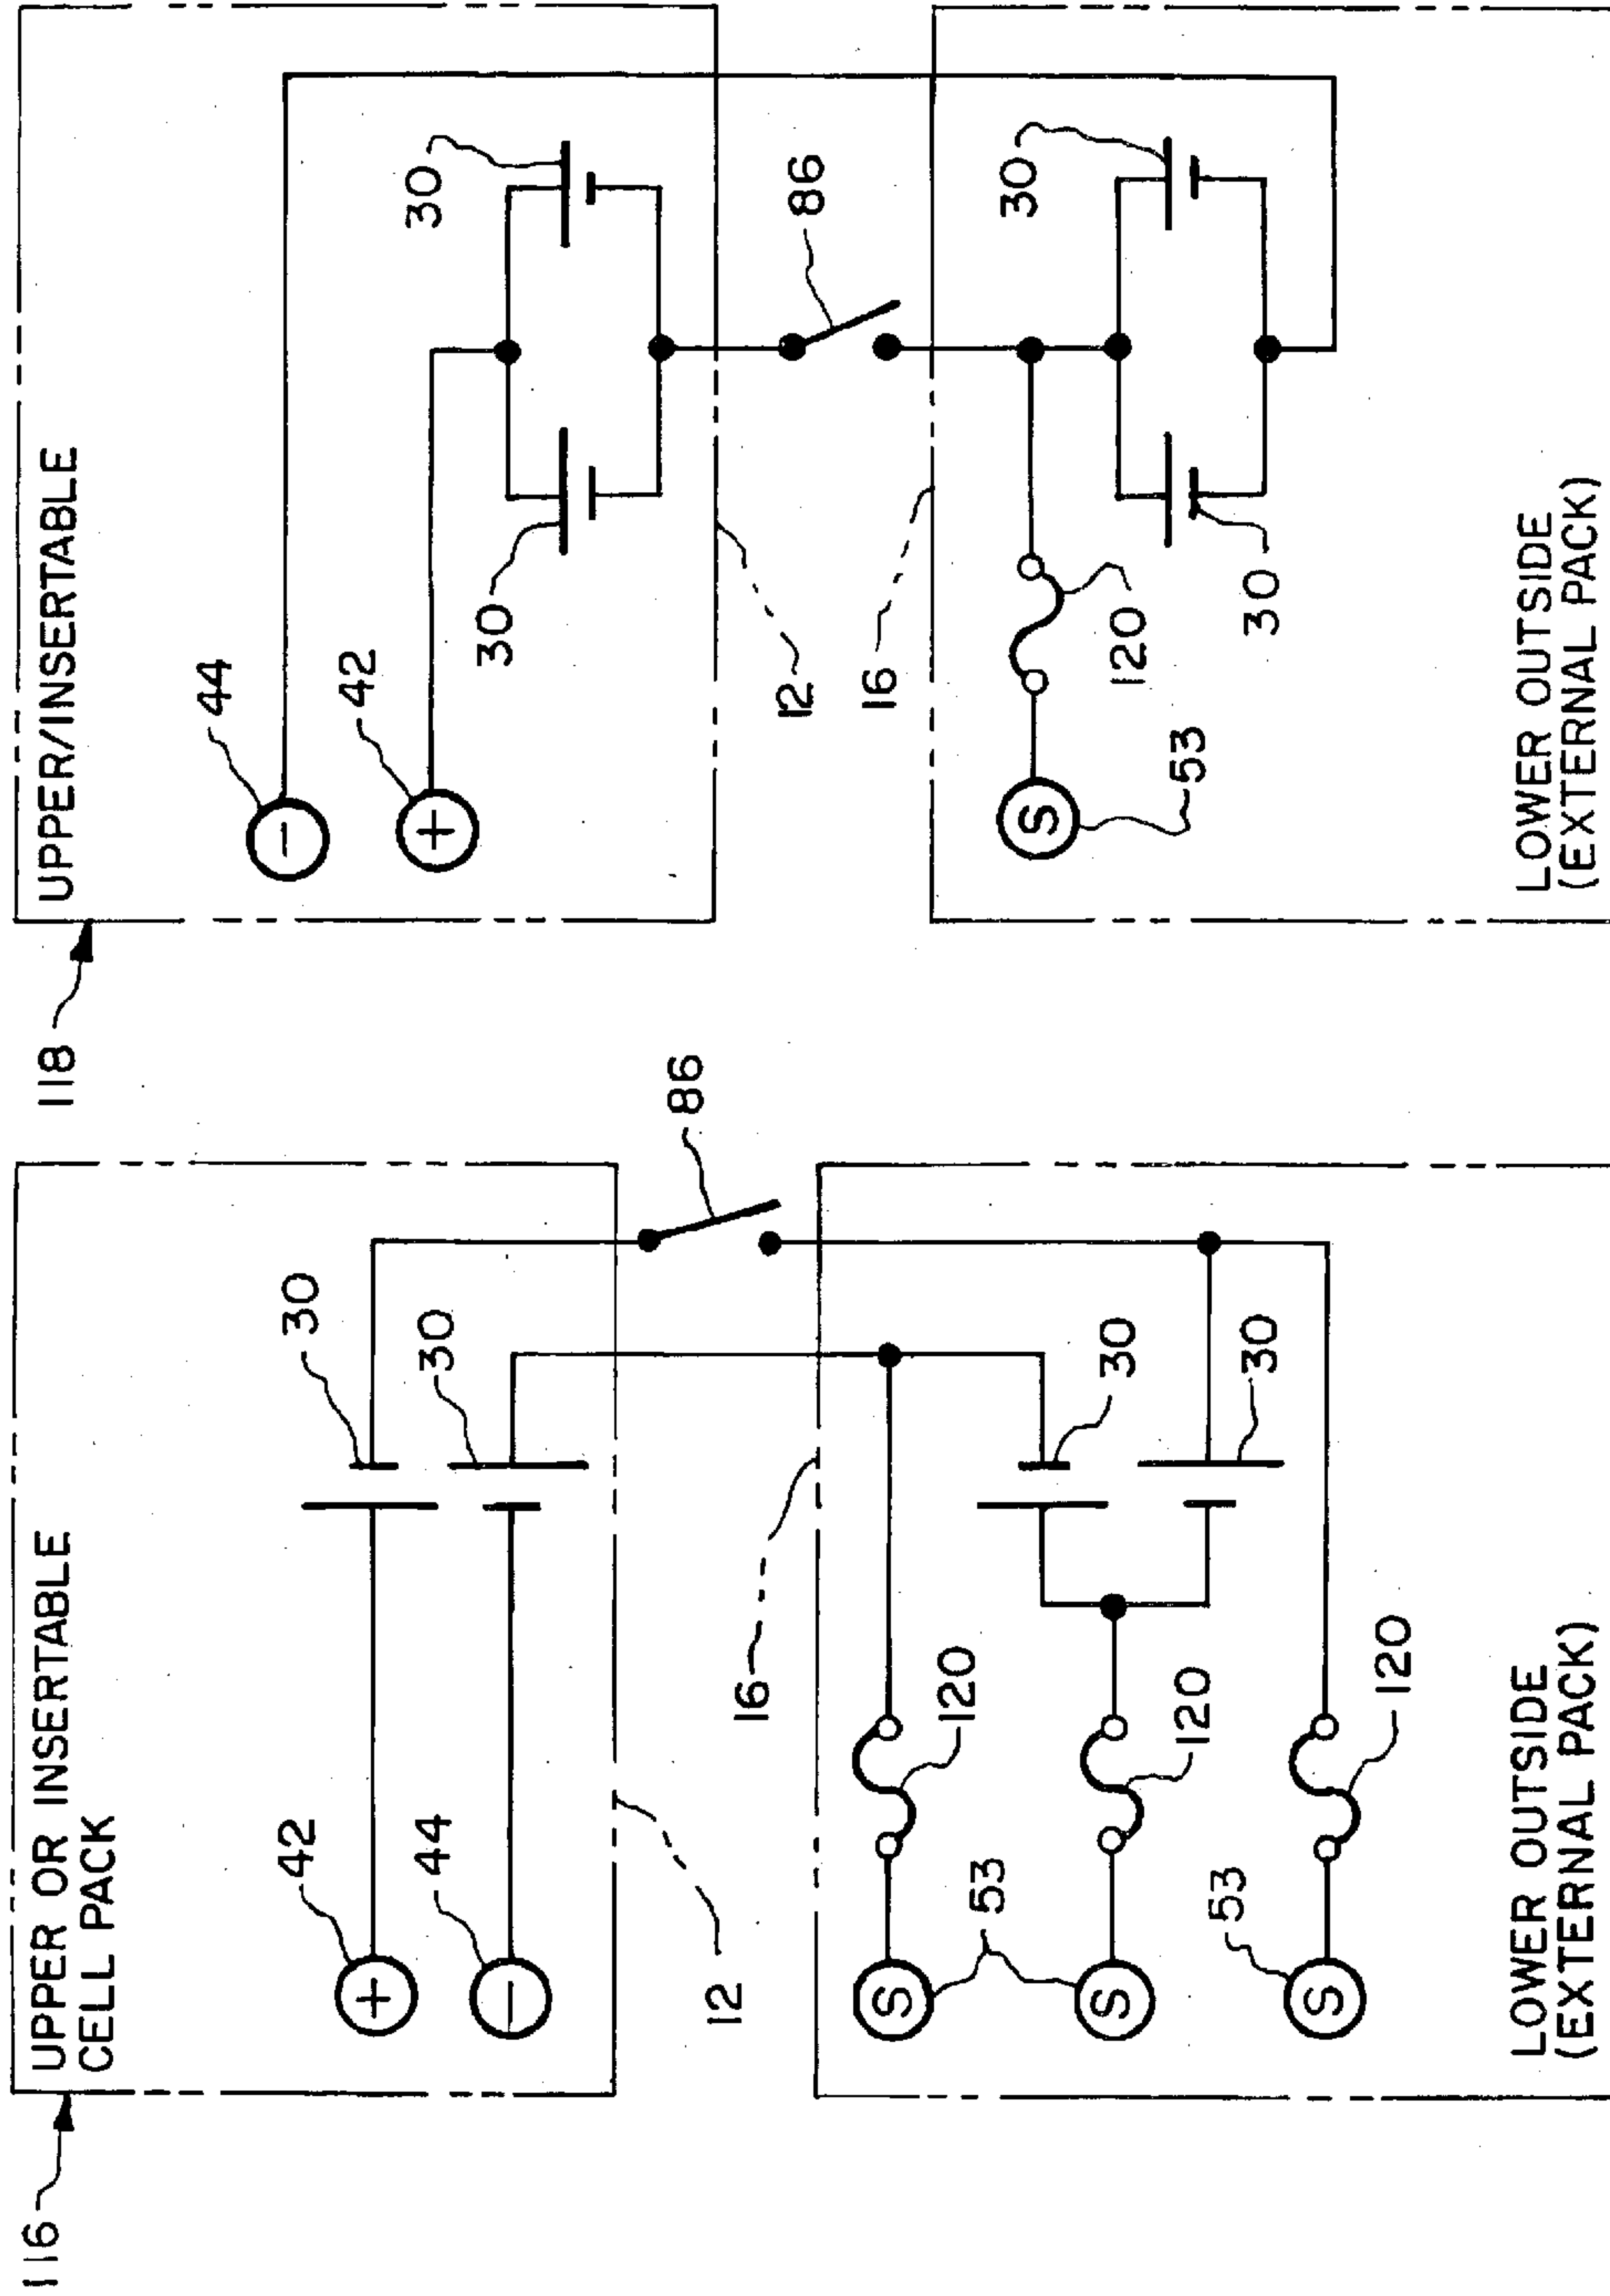 116
UPPER OR INSERTABLE
CELL PACK
42
+
44
−
30
30
12
86
16
S
120
53
S
120
30
30
53
S
120
LOWER OUTSIDE
(EXTERNAL PACK)
118
UPPER/INSERTABLE
44
−
42
+
30
30
12
86
16
S
53
120
30
30
LOWER OUTSIDE
(EXTERNAL PACK)